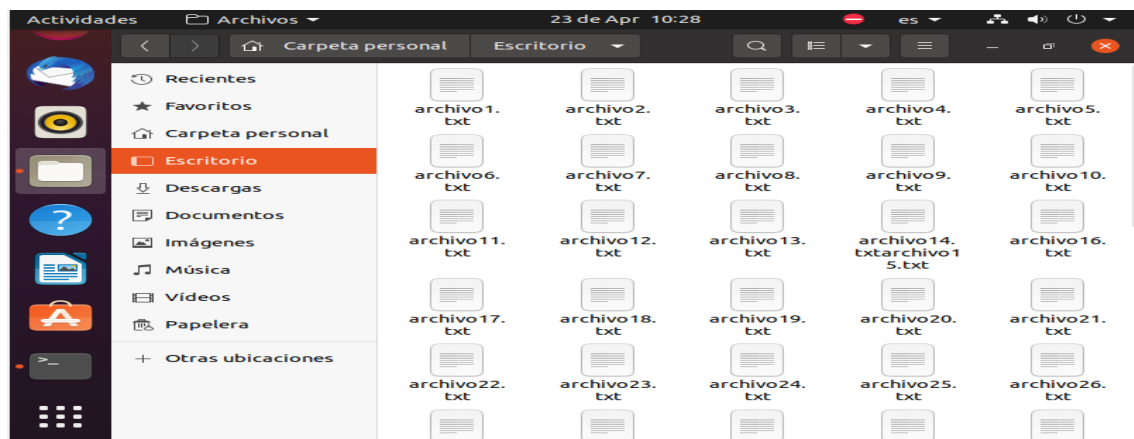 Actividades Archivos 23 de Apr 10:28 es
Carpeta personal Escritorio
Recientes
Favoritos
Carpeta personal
Escritorio
Descargas
Documentos
Imágenes
Música
Vídeos
Papelera
+ Otras ubicaciones
archivo1. archivo2. archivo3. archivo4. archivo5.
txt txt txt txt txt
archivo6. archivo7. archivo8. archivo9. archivo10.
txt txt txt txt txt
archivo11. archivo12. archivo13. archivo14. archivo16.
txt txt txt txtarchivo1 txt
5.txt
archivo17. archivo18. archivo19. archivo20. archivo21.
txt txt txt txt txt
archivo22. archivo23. archivo24. archivo25. archivo26.
txt txt txt txt txt
?
>_